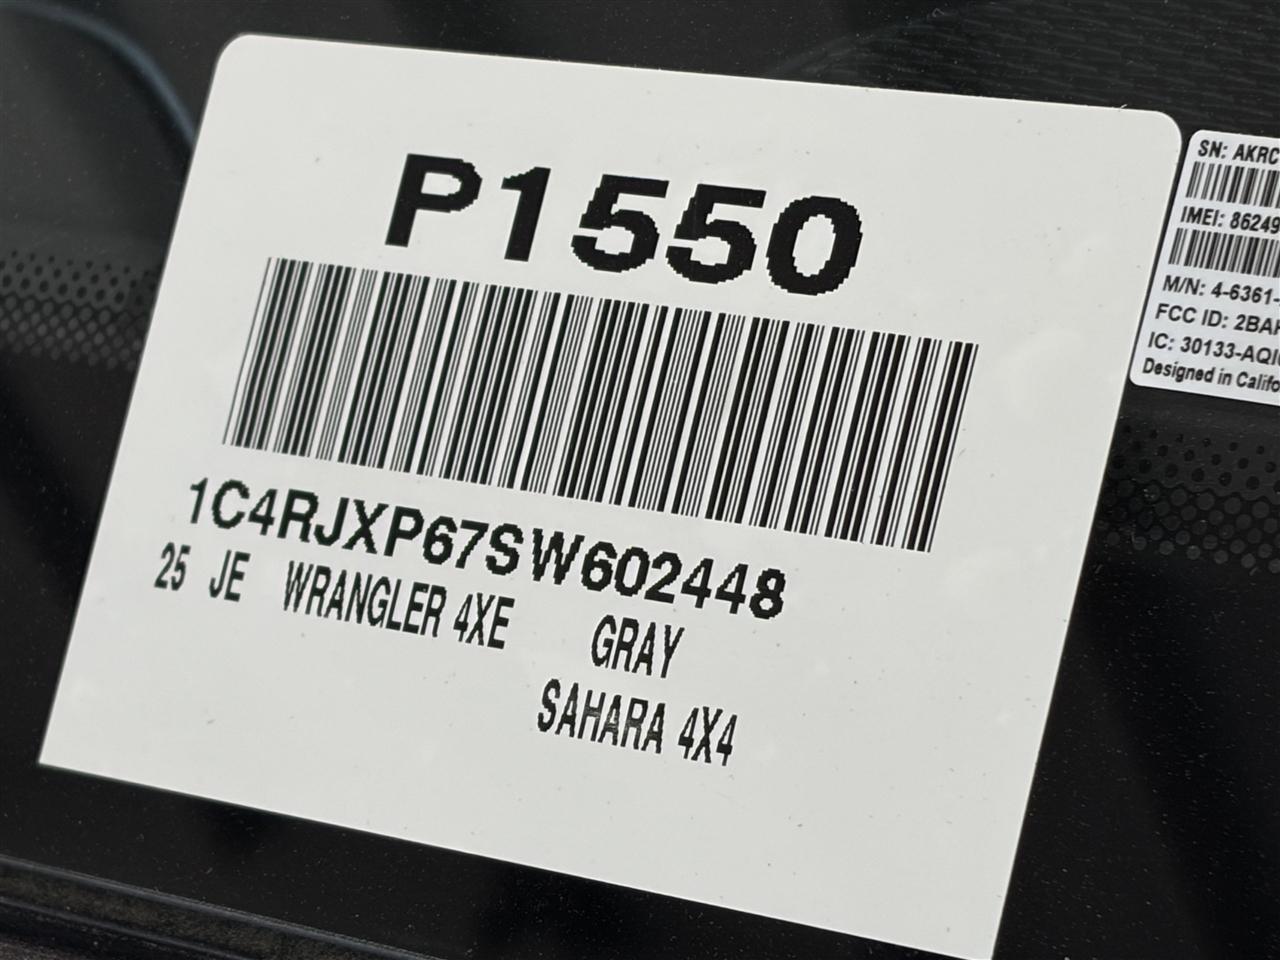 P1550
1C4RJXP67SW602448
25 JE WRANGLER 4XE GRAY
SAHARA 4X4
SN: AKRC
IMEI: 86249
M/N: 4-6361-
FCC ID: 2BAH
IC: 30133-AQI
Designed in Califo